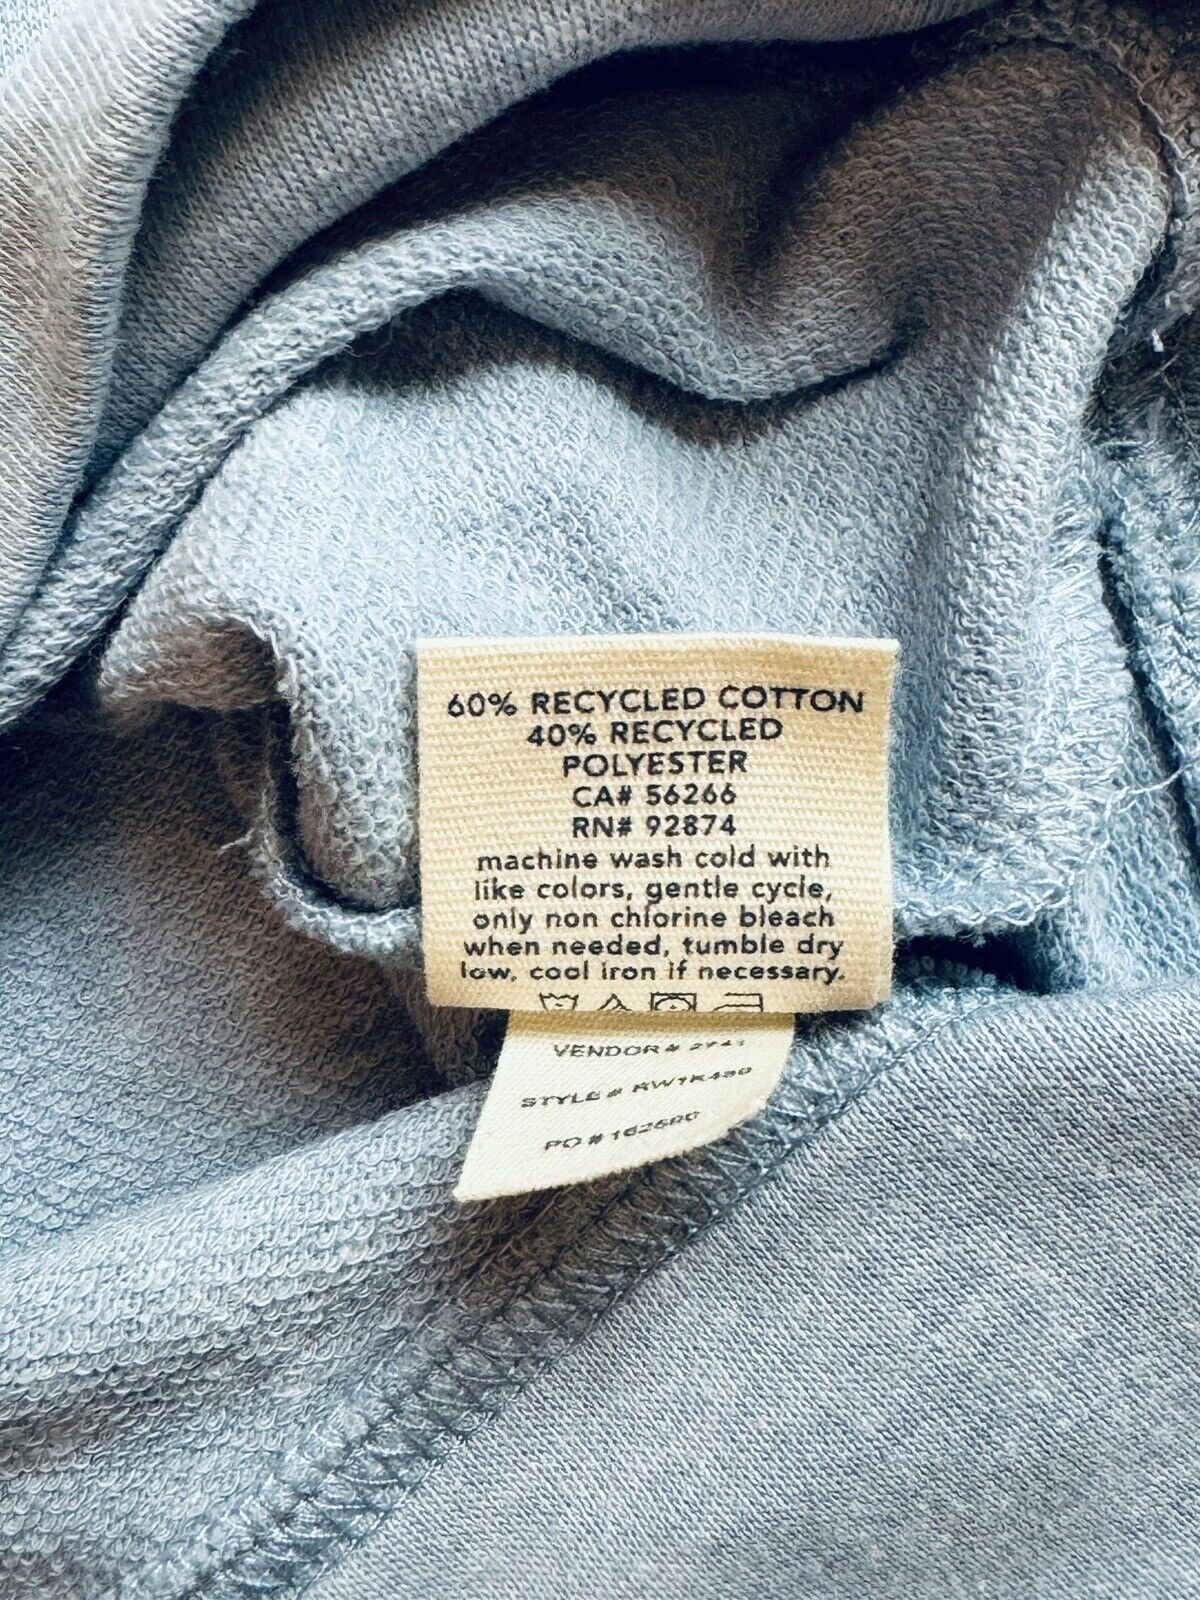 60% RECYCLED COTTON
40% RECYCLED
POLYESTER
CA# 56266
RN# 92874
machine wash cold with
like colors, gentle cycle,
only non chlorine bleach
when needed, tumble dry
low, cool iron if necessary.
VENDOR #
STYLE #
PO #